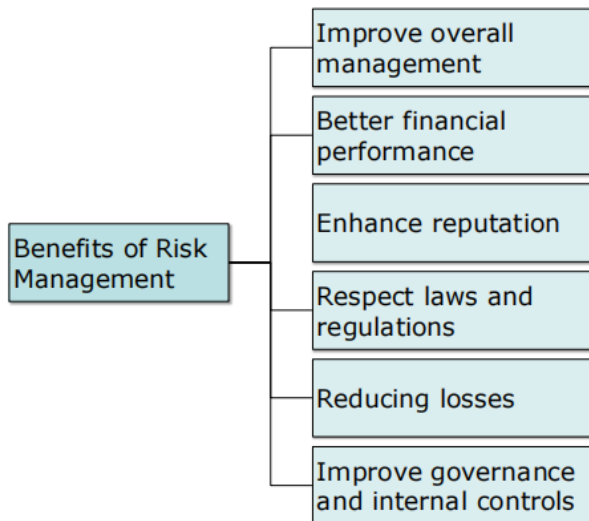 Improve overall
management
Better financial
performance
Enhance reputation
Benefits of Risk
Management
Respect laws and
regulations
Reducing losses
Improve governance
and internal controls